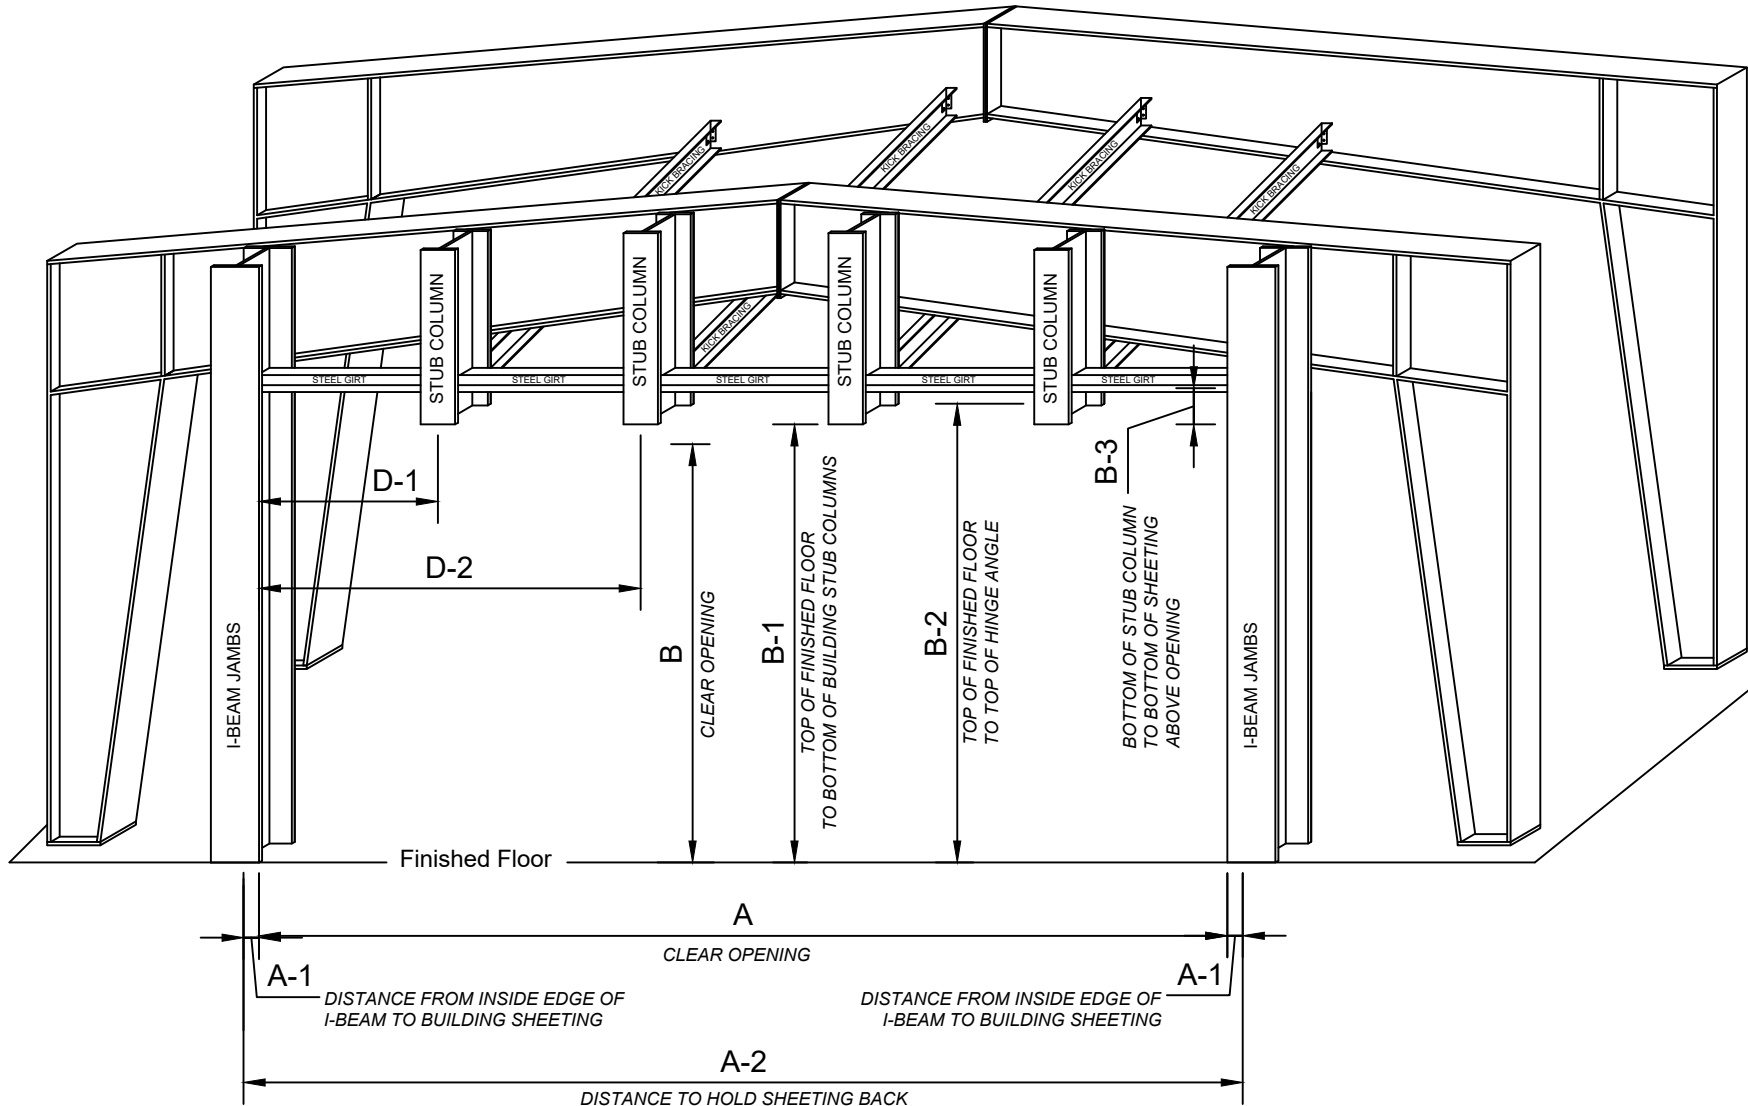 KICK BRACING
KICK BRACING
KICK BRACING
KICK BRACING
STUB COLUMN
STUB COLUMN
STUB COLUMN
STUB COLUMN
KICK BRACING
STEEL GIRT
STEEL GIRT
STEEL GIRT
STEEL GIRT
STEEL GIRT
D-1
D-2
I-BEAM JAMBS
B
CLEAR OPENING
B-1
TOP OF FINISHED FLOOR
TO BOTTOM OF BUILDING STUB COLUMNS
B-2
TOP OF FINISHED FLOOR
TO TOP OF HINGE ANGLE
B-3
BOTTOM OF STUB COLUMN
TO BOTTOM OF SHEETING
ABOVE OPENING
I-BEAM JAMBS
Finished Floor
A
CLEAR OPENING
A-1
DISTANCE FROM INSIDE EDGE OF
I-BEAM TO BUILDING SHEETING
A-1
DISTANCE FROM INSIDE EDGE OF
I-BEAM TO BUILDING SHEETING
A-2
DISTANCE TO HOLD SHEETING BACK